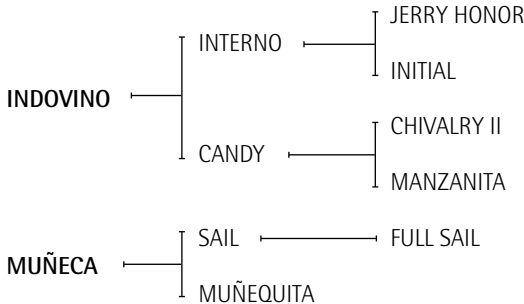 JERRY HONOR
INTERNO
INITIAL
INDOVINO
CHIVALRY II
CANDY
MANZANITA
SAIL FULL SAIL
MUÑECA
MUÑEQUITA